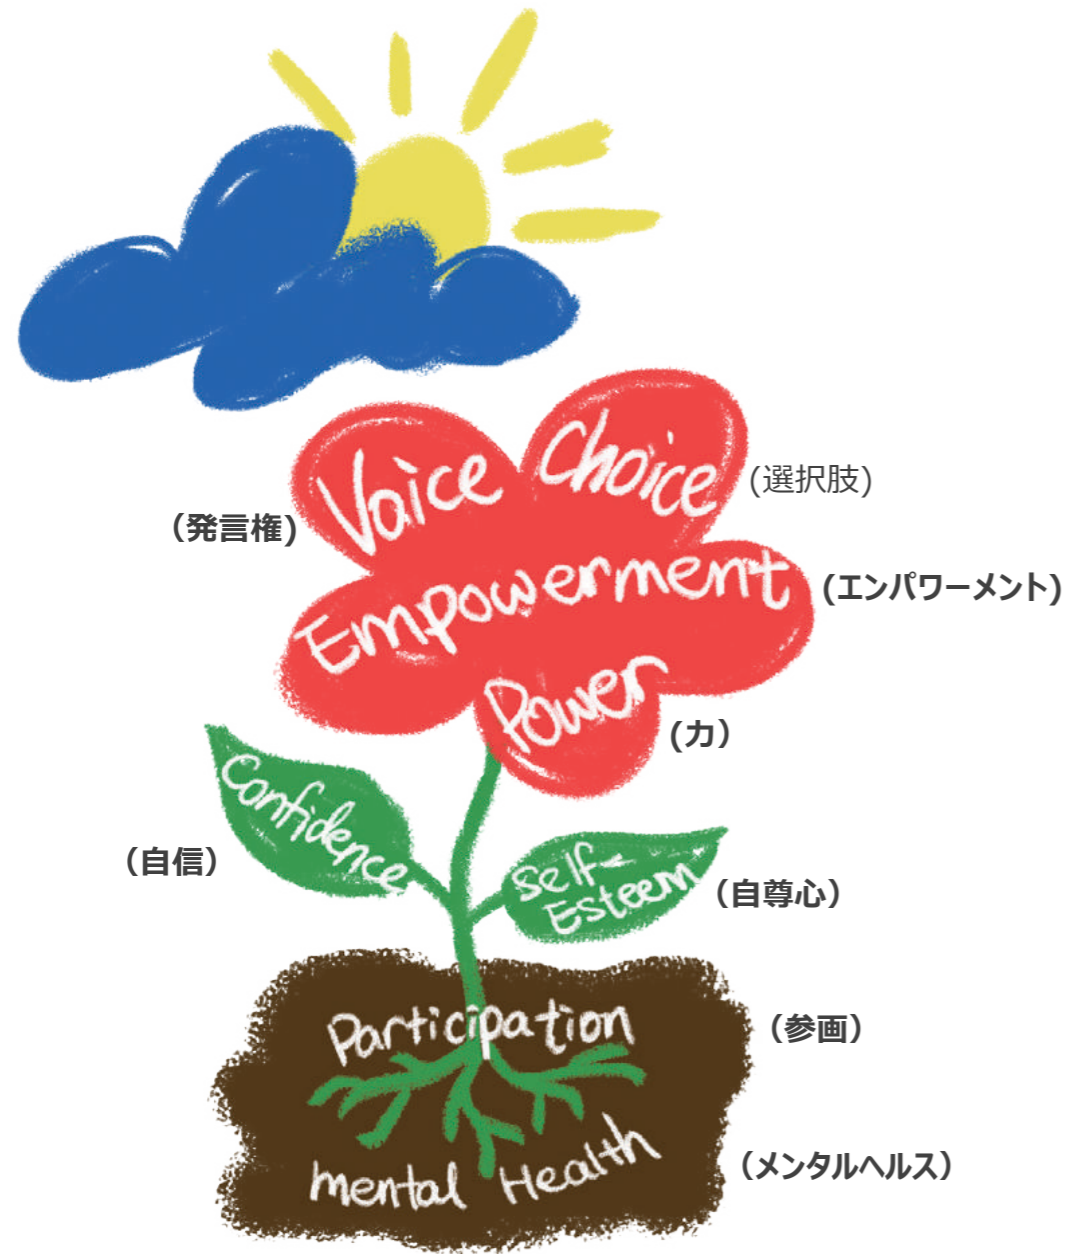 Voice
Choice
(選択肢)
（発言権)
Empowerment
(エンパワーメント)
Power
(力）
Confidence
（自信）
Self-
Esteem
（自尊心）
Participation
（参画）
mental Health
（メンタルヘルス）